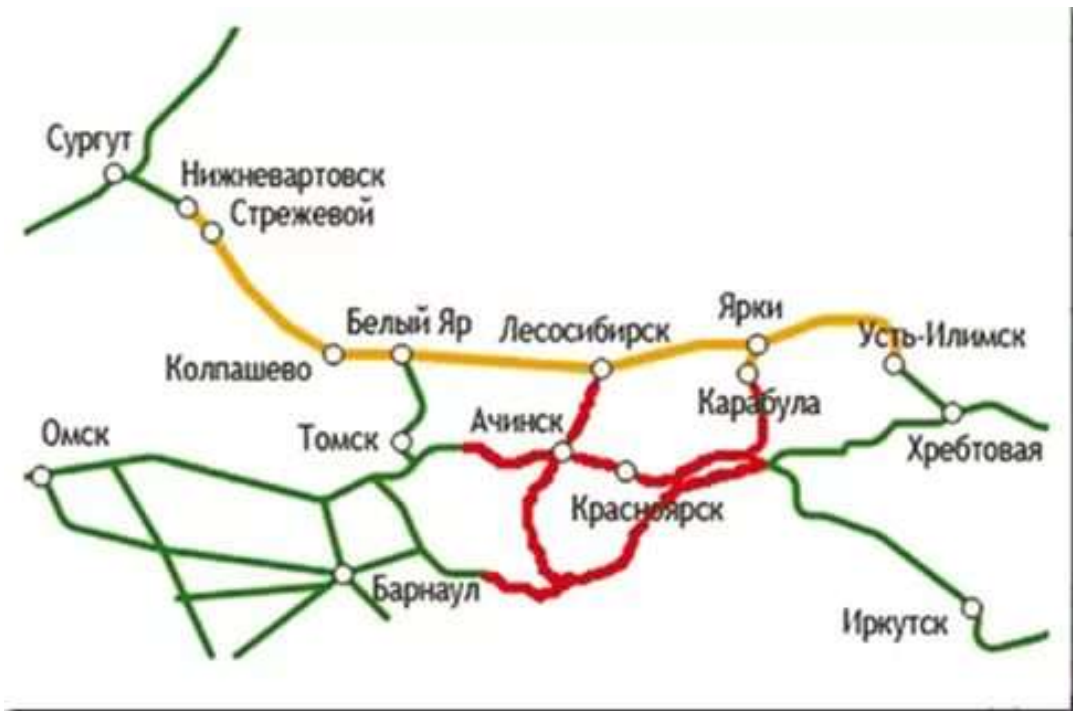 Сургут
Нижневартовск
Стрежевой
Белый Яр
Лесосибирск
Ярки
Усть-Илимск
Колпашево
Карабула
Омск
Томск
Ачинск
Хребтовая
Красноярск
Барнаул
Иркутск